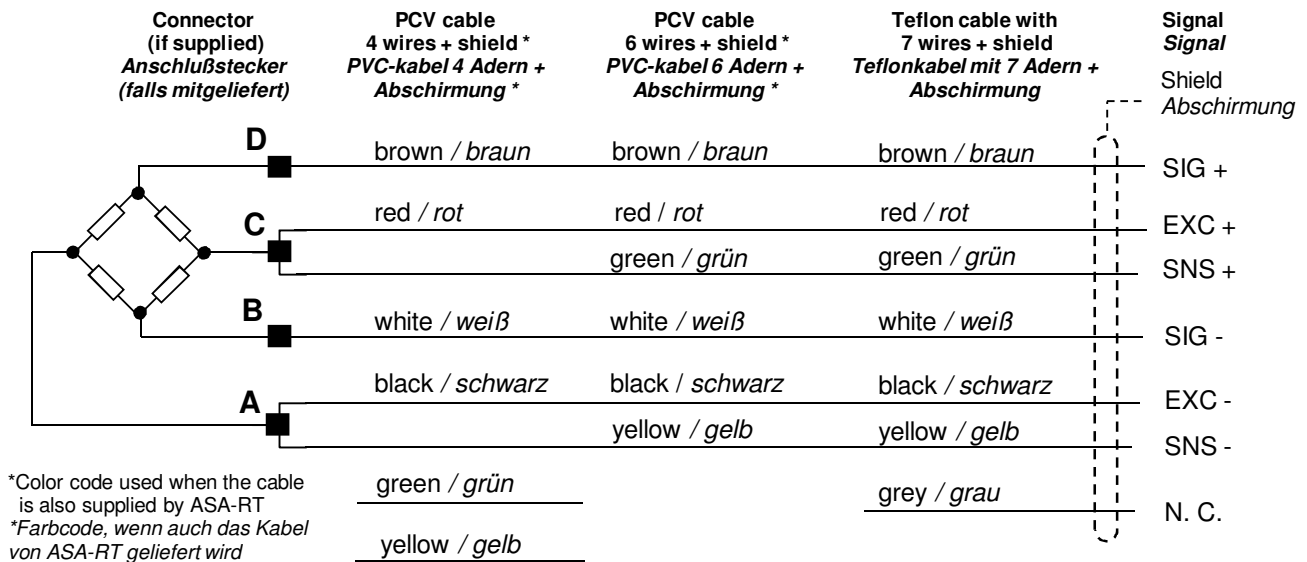 Connector
(if supplied)
Anschlußstecker
(falls mitgeliefert)
PCV cable
4 wires + shield *
PVC-kabel 4 Adern +
Abschirmung *
PCV cable
6 wires + shield *
PVC-kabel 6 Adern +
Abschirmung *
Teflon cable with
7 wires + shield
Teflonkabel mit 7 Adern +
Abschirmung
Signal
Signal
Shield
Abschirmung
D
brown / braun
brown / braun
brown / braun
SIG +
C
red / rot
red / rot
red / rot
EXC +
green / grün
green / grün
SNS +
B
white / weiß
white / weiß
white / weiß
SIG -
A
black / schwarz
black / schwarz
black / schwarz
EXC -
yellow / gelb
yellow / gelb
SNS -
*Color code used when the cable
is also supplied by ASA-RT
*Farbcode, wenn auch das Kabel
von ASA-RT geliefert wird
green / grün
yellow / gelb
grey / grau
N. C.